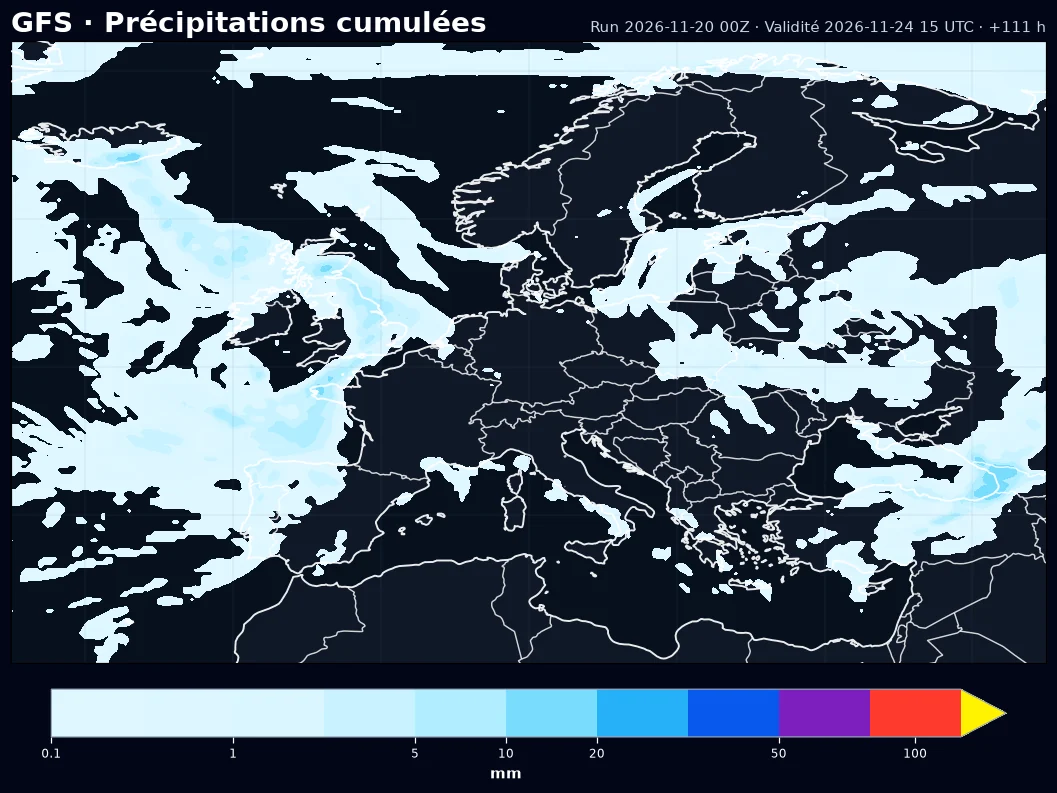 GFS · Précipitations cumulées
Run 2026-11-20 00Z · Validité 2026-11-24 15 UTC · +111 h
0.1 1 5 10 20 50 100
mm